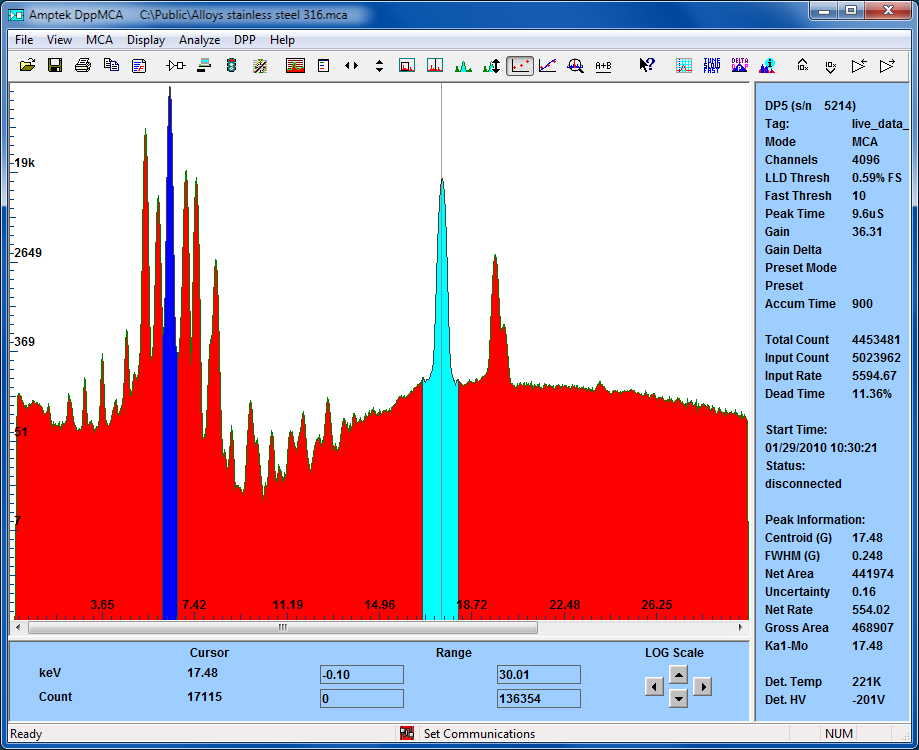 Amptek DppMCA C:\Public\Alloys stainless steel 316.mca
File View MCA Display Analyze DPP Help
A+B
TUNE FAST
DELTA
10x
10x
19k
2649
369
51
7
3.65 7.42 11.19 14.96 18.72 22.48 26.25
DP5 (s/n 5214)
Tag: live_data_
Mode MCA
Channels 4096
LLD Thresh 0.59% FS
Fast Thresh 10
Peak Time 9.6uS
Gain 36.31
Gain Delta
Preset Mode
Preset
Accum Time 900
Total Count 4453481
Input Count 5023962
Input Rate 5594.67
Dead Time 11.36%
Start Time:
01/29/2010 10:30:21
Status:
disconnected
Peak Information:
Centroid (G) 17.48
FWHM (G) 0.248
Net Area 441974
Uncertainty 0.16
Net Rate 554.02
Gross Area 468907
Ka1-Mo 17.48
Det. Temp 221K
Det. HV -201V
Cursor Range LOG Scale
keV 17.48 -0.10 30.01
Count 17115 0 136354
Ready Set Communications NUM